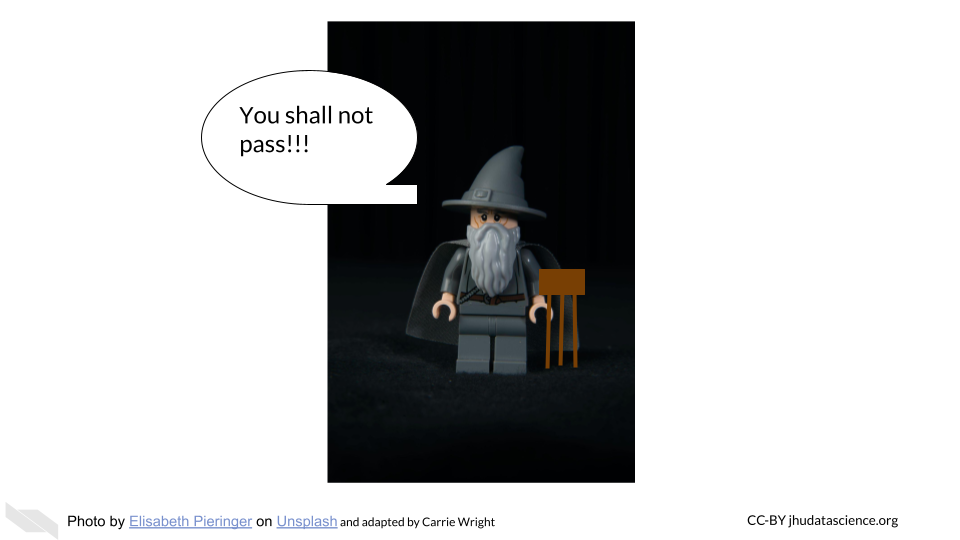 You shall not
pass!!!
Photo by Elisabeth Pieringer on Unsplash and adapted by Carrie Wright
CC-BY jhudatascience.org